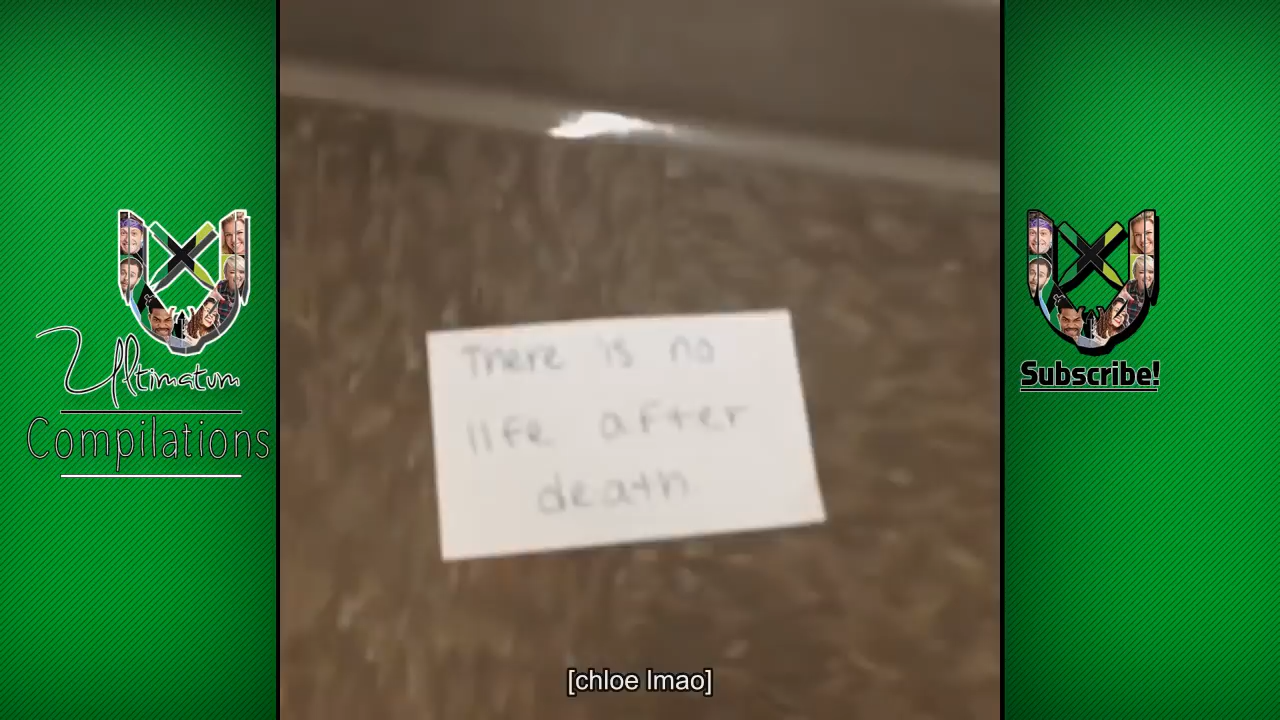 There is no
life after
death
Ultimatum
Compilations
Subscribe!
[chloe lmao]